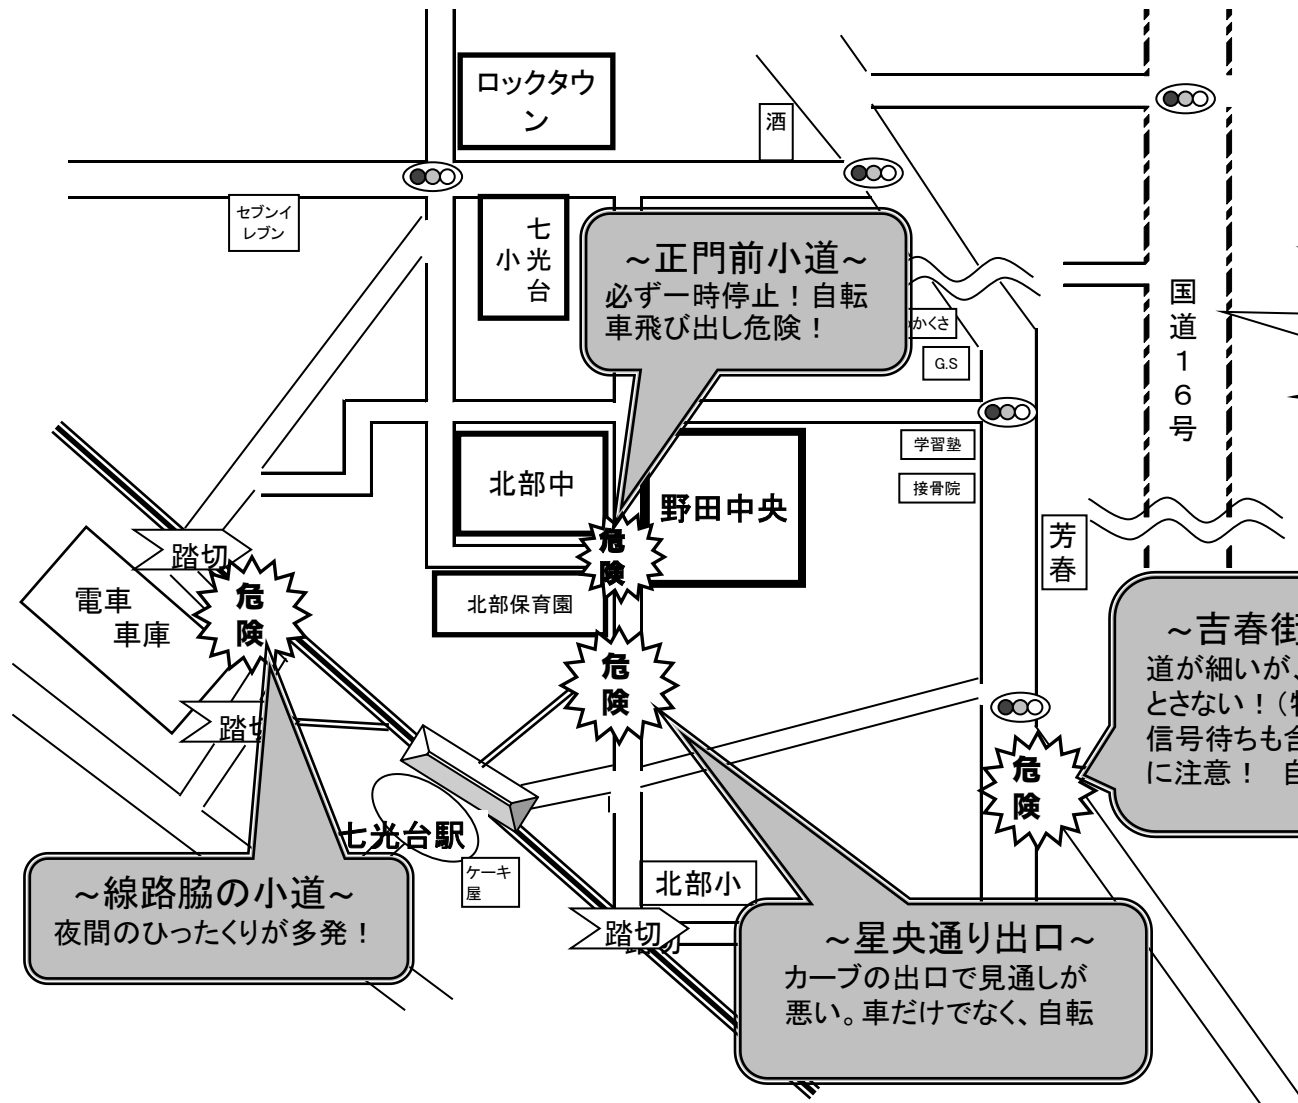 ロックタウ
ン
酒
セブンイ
レブン
七光台
小
～正門前小道～
必ず一時停止！自転
車飛び出し危険！
かくさ
G.S
国道１６号
学習塾
接骨院
北部中
野田中央
危険
芳春
踏切
電車
車庫
危険
北部保育園
危険
～吉春街
道が細いが、
とさない！（特
信号待ちも含
に注意！　自
踏切
危険
七光台駅
ケーキ
屋
北部小
～線路脇の小道～
夜間のひったくりが多発！
踏切
～星央通り出口～
カーブの出口で見通しが
悪い。車だけでなく、自転